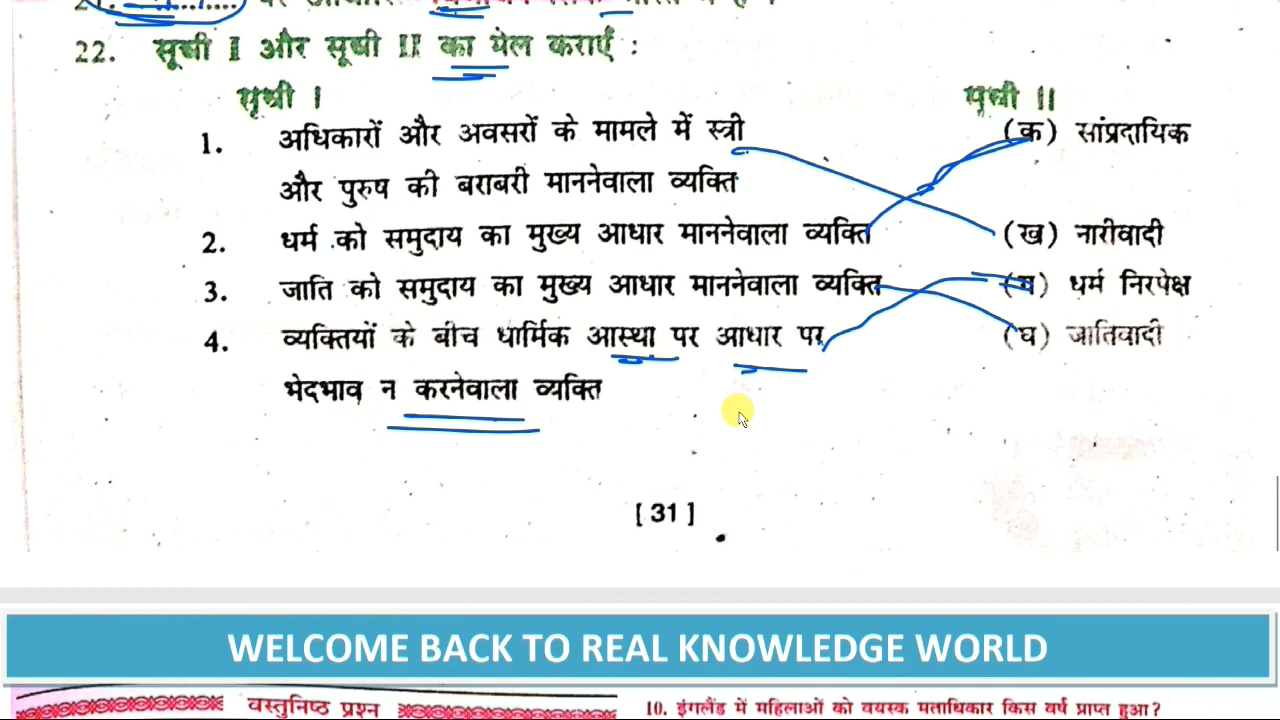 22. सूची I और सूची II का मेल कराएँ :
सूची I सूची II
1. अधिकारों और अवसरों के मामले में स्त्री (क) सांप्रदायिक
और पुरुष की बराबरी माननेवाला व्यक्ति
2. धर्म को समुदाय का मुख्य आधार माननेवाला व्यक्ति (ख) नारीवादी
3. जाति को समुदाय का मुख्य आधार माननेवाला व्यक्ति धर्म निरपेक्ष
4. व्यक्तियों के बीच धार्मिक आस्था पर आधार पर (घ) जातिवादी
भेदभाव न करनेवाला व्यक्ति
[ 31 ]
WELCOME BACK TO REAL KNOWLEDGE WORLD
वस्तुनिष्ठ प्रश्न
10. इंगलैंड में महिलाओं को वयस्क मताधिकार किस वर्ष प्राप्त हुआ?